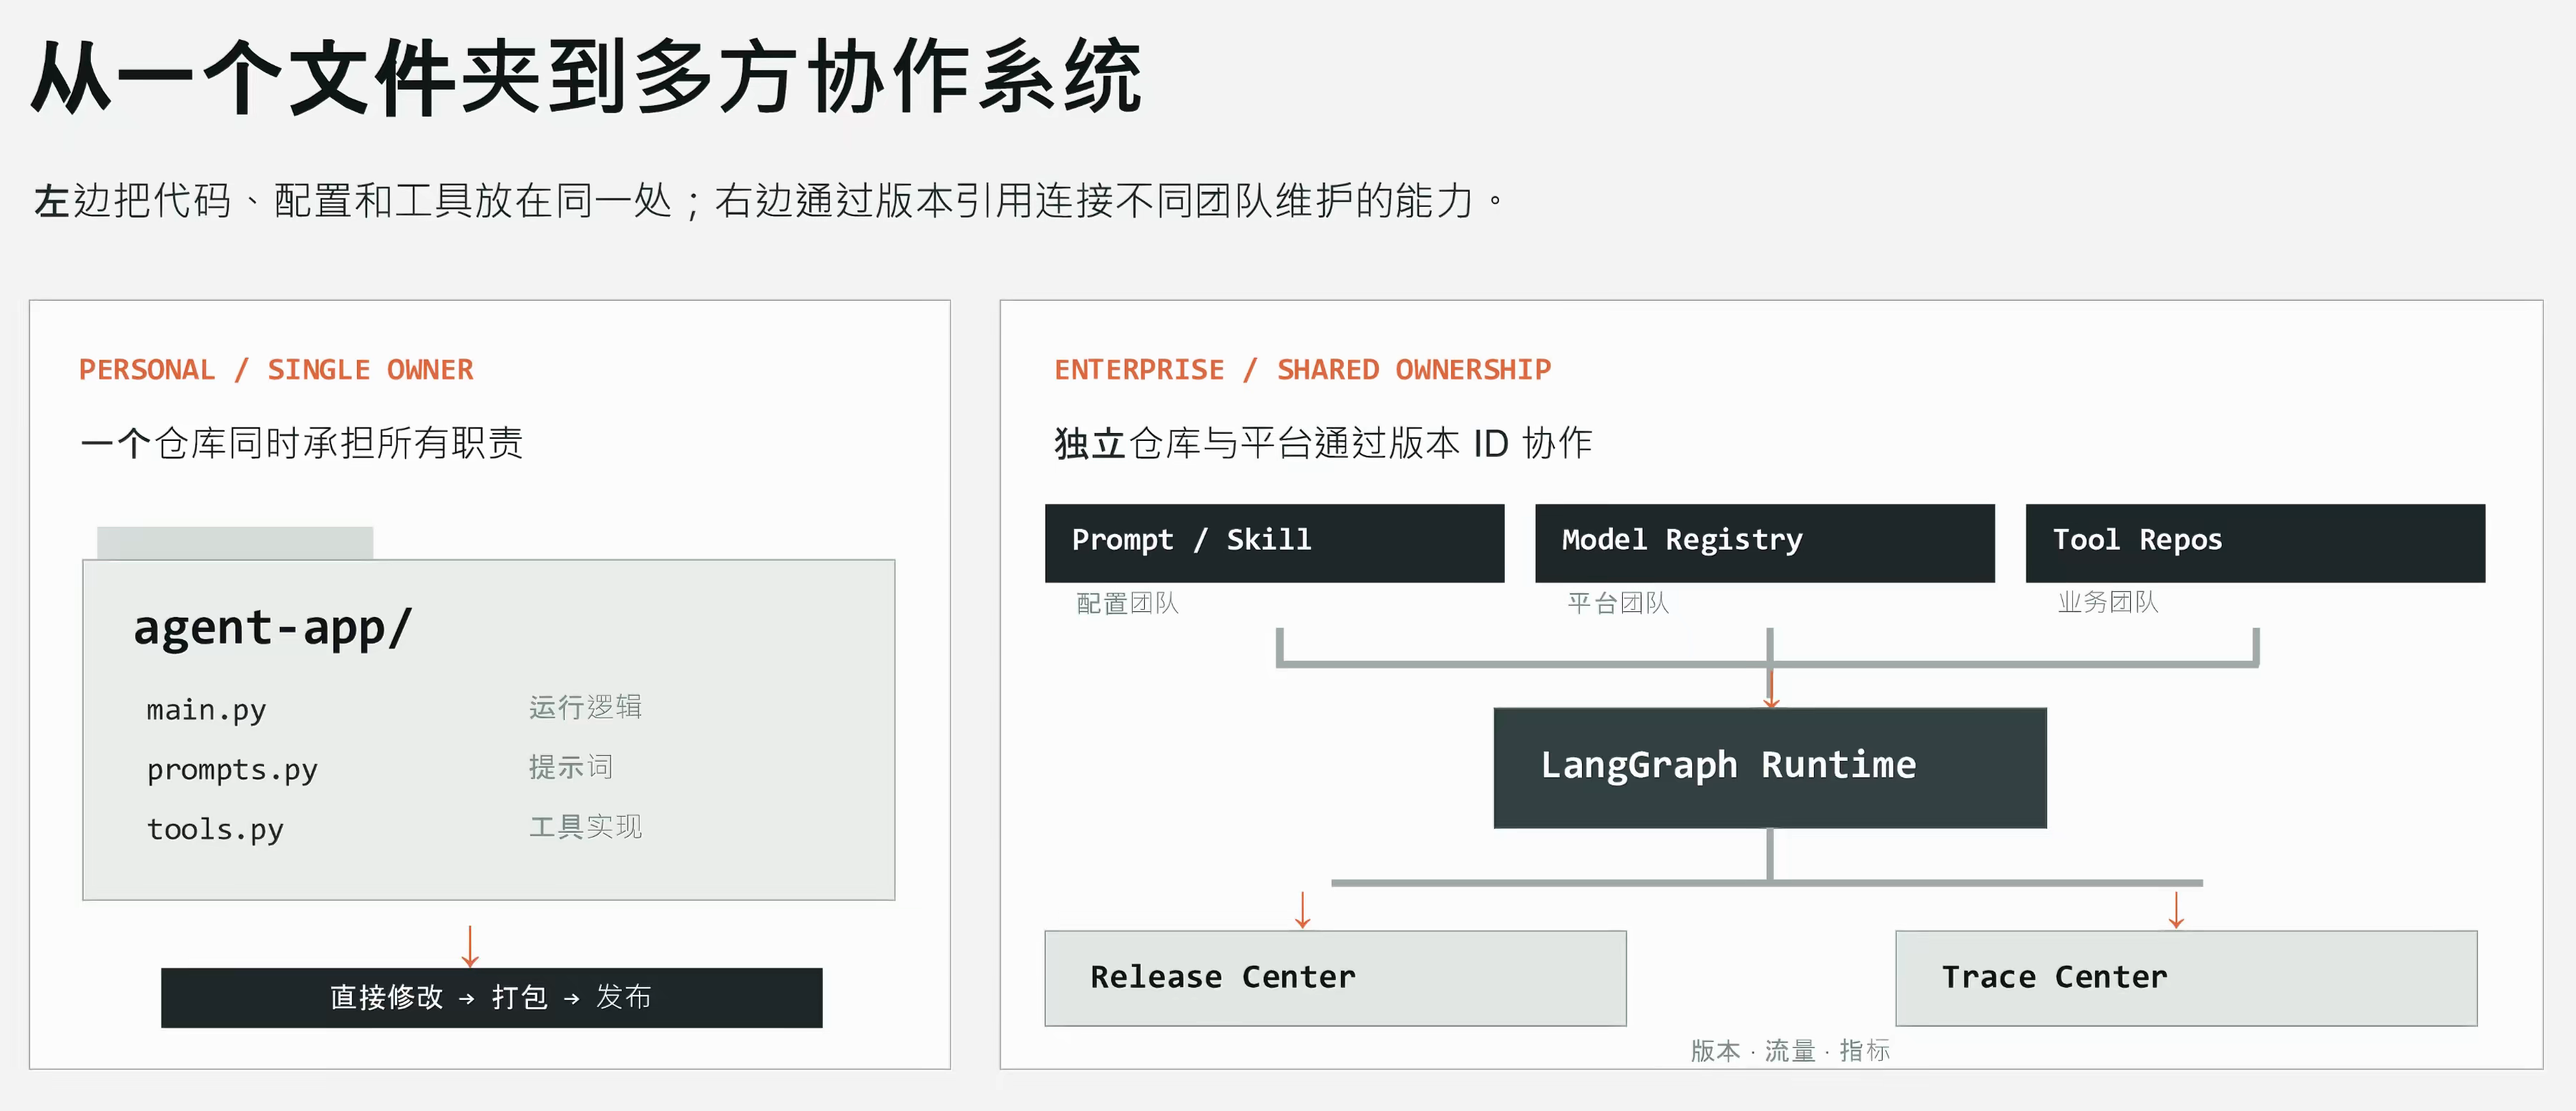 从一个文件夹到多方协作系统
左边把代码、配置和工具放在同一处；右边通过版本引用连接不同团队维护的能力。
PERSONAL / SINGLE OWNER
一个仓库同时承担所有职责
agent-app/
main.py 运行逻辑
prompts.py 提示词
tools.py 工具实现
直接修改 → 打包 → 发布
ENTERPRISE / SHARED OWNERSHIP
独立仓库与平台通过版本 ID 协作
Prompt / Skill
配置团队
Model Registry
平台团队
Tool Repos
业务团队
LangGraph Runtime
Release Center
Trace Center
版本 · 流量 · 指标